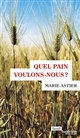 QUEL PAIN
VOULONS-NOUS ?
MARIE ASTIER